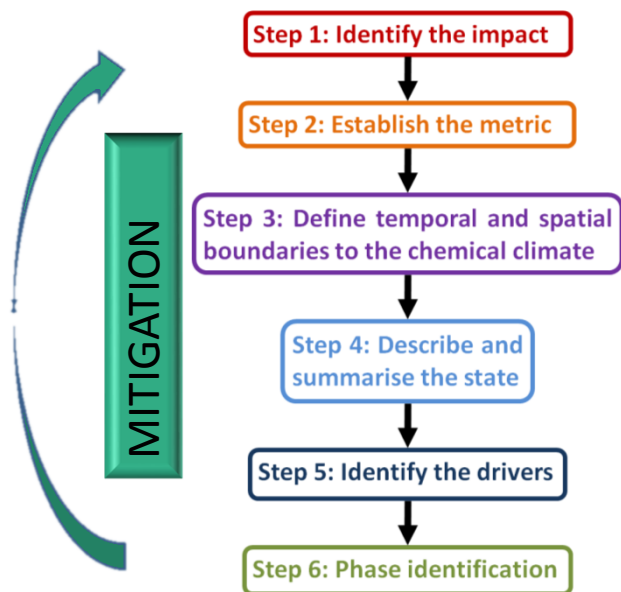 Step 1: Identify the impact
Step 2: Establish the metric
Step 3: Define temporal and spatial
boundaries to the chemical climate
Step 4: Describe and
summarise the state
Step 5: Identify the drivers
Step 6: Phase identification
MITIGATION